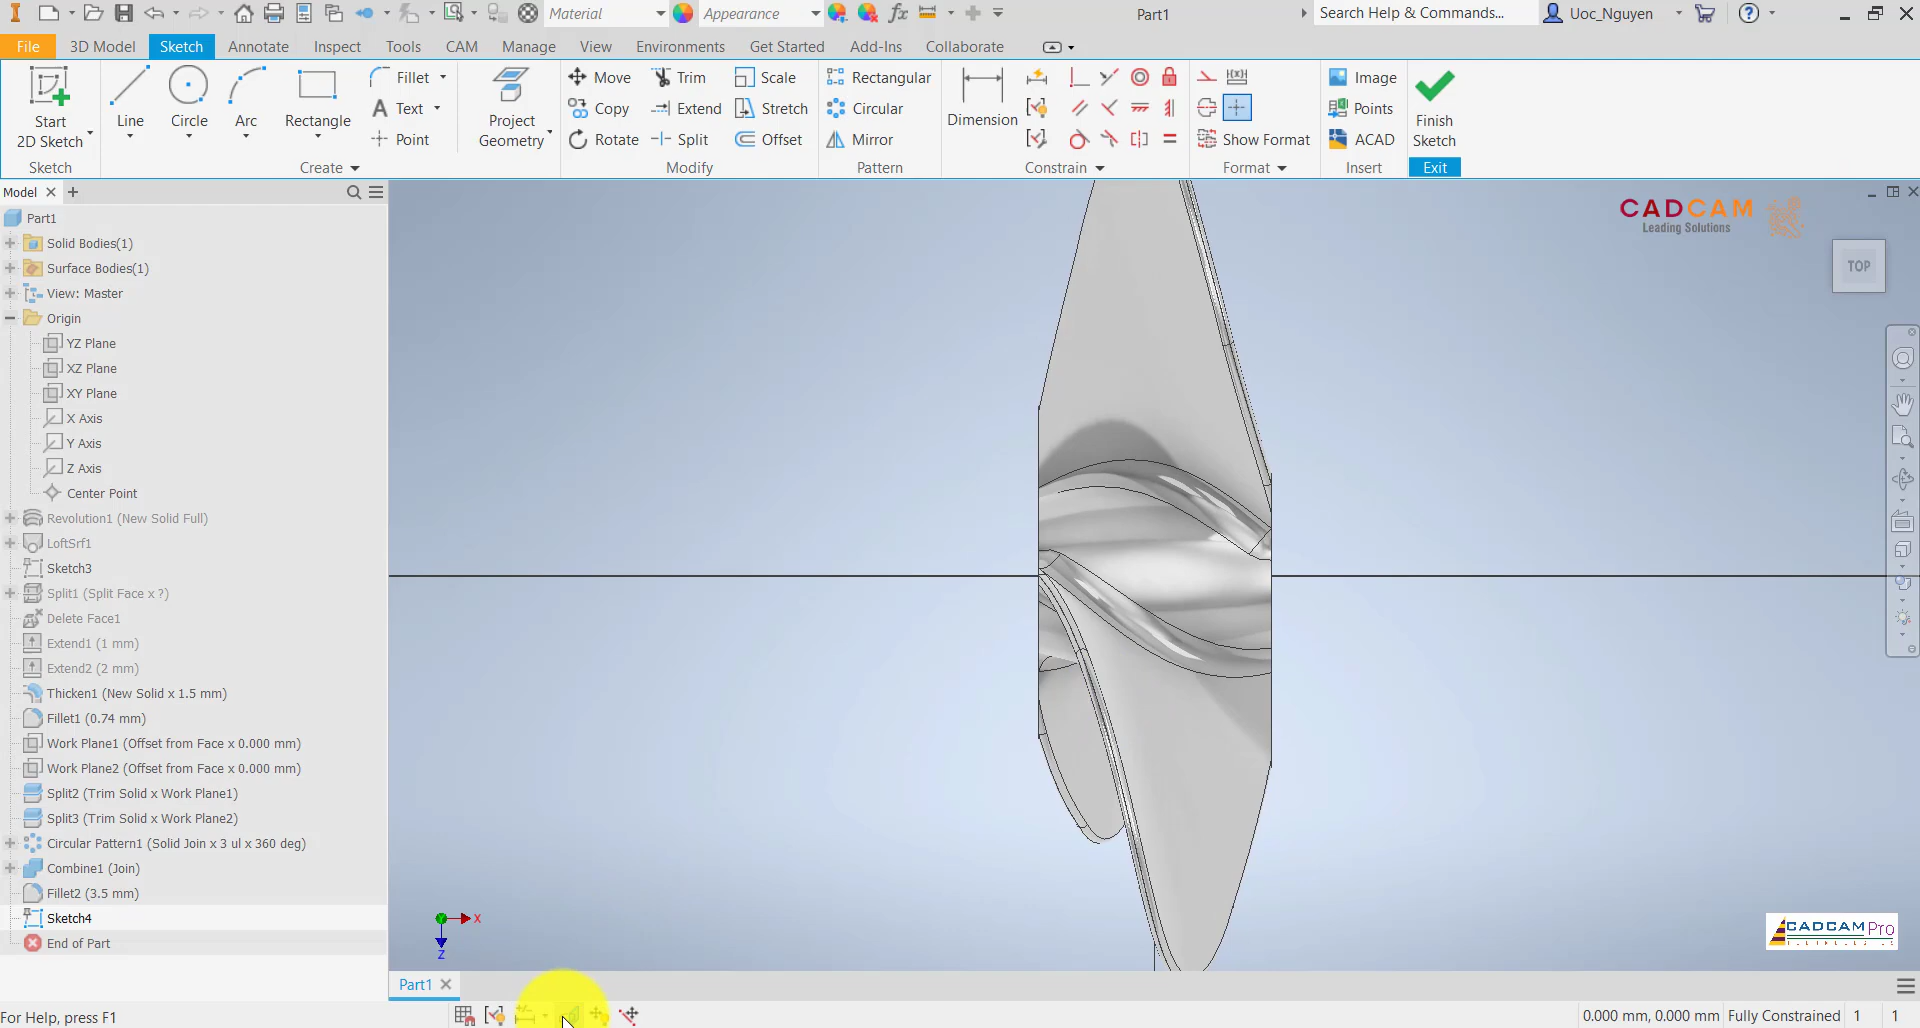 Material
Appearance
Part1
Search Help & Commands...
Uoc_Nguyen
File
3D Model
Sketch
Annotate
Inspect
Tools
CAM
Manage
View
Environments
Get Started
Add-Ins
Collaborate
Start
2D Sketch
Line
Circle
Arc
Rectangle
Fillet
Text
Point
Project
Geometry
Move
Copy
Rotate
Trim
Extend
Split
Scale
Stretch
Offset
Rectangular
Circular
Mirror
Dimension
Show Format
Image
Points
ACAD
Finish
Sketch
Sketch
Create
Modify
Pattern
Constrain
Format
Insert
Exit
Model
Part1
Solid Bodies(1)
Surface Bodies(1)
View: Master
Origin
YZ Plane
XZ Plane
XY Plane
X Axis
Y Axis
Z Axis
Center Point
Revolution1 (New Solid Full)
LoftSrf1
Sketch3
Split1 (Split Face x ?)
Delete Face1
Extend1 (1 mm)
Extend2 (2 mm)
Thicken1 (New Solid x 1.5 mm)
Fillet1 (0.74 mm)
Work Plane1 (Offset from Face x 0.000 mm)
Work Plane2 (Offset from Face x 0.000 mm)
Split2 (Trim Solid x Work Plane1)
Split3 (Trim Solid x Work Plane2)
Circular Pattern1 (Solid Join x 3 ul x 360 deg)
Combine1 (Join)
Fillet2 (3.5 mm)
Sketch4
End of Part
CADCAM
Leading Solutions
TOP
X
Z
CADCAMPro
Part1
For Help, press F1
0.000 mm, 0.000 mm
Fully Constrained
1
1